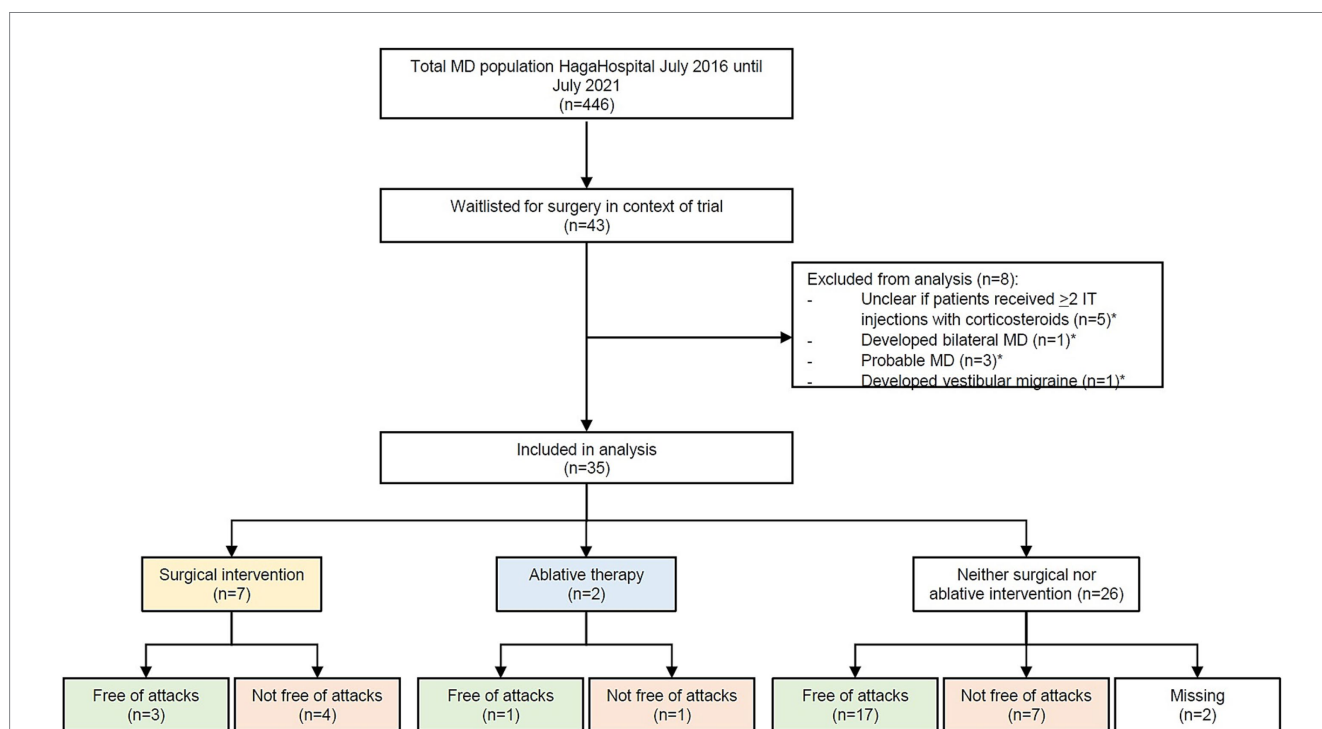 Total MD population HagaHospital July 2016 until
July 2021
(n=446)
Waitlisted for surgery in context of trial
(n=43)
Excluded from analysis (n=8):
- Unclear if patients received ≥2 IT
injections with corticosteroids (n=5)*
- Developed bilateral MD (n=1)*
- Probable MD (n=3)*
- Developed vestibular migraine (n=1)*
Included in analysis
(n=35)
Surgical intervention
(n=7)
Ablative therapy
(n=2)
Neither surgical nor
ablative intervention (n=26)
Free of attacks
(n=3)
Not free of attacks
(n=4)
Free of attacks
(n=1)
Not free of attacks
(n=1)
Free of attacks
(n=17)
Not free of attacks
(n=7)
Missing
(n=2)